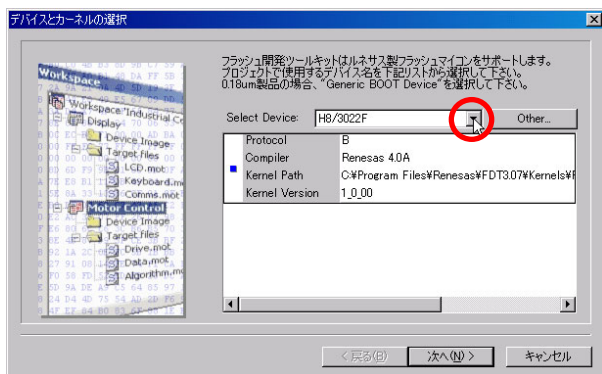 デバイスとカーネルの選択
フラッシュ開発ツールキットはルネサス製フラッシュマイコンをサポートします。
プロジェクトで使用するデバイス名を下記リストから選択して下さい。
0.18um製品の場合、"Generic BOOT Device"を選択して下さい。
Select Device:
H8/3022F
Other...
Protocol B
Compiler Renesas 4.0A
Kernel Path C:¥Program Files¥Renesas¥FDT3.07¥Kernels¥F
Kernel Version 1_0_00
Workspace
Workspace 'Industrial Co
Display
Device Image
Target files
LCD.mot
Keyboard.m
Comms.mot
Motor Control
Device Image
Target files
Drive.mot
Data.mot
Algorithm.mo
< 戻る(B)
次へ(N) >
キャンセル